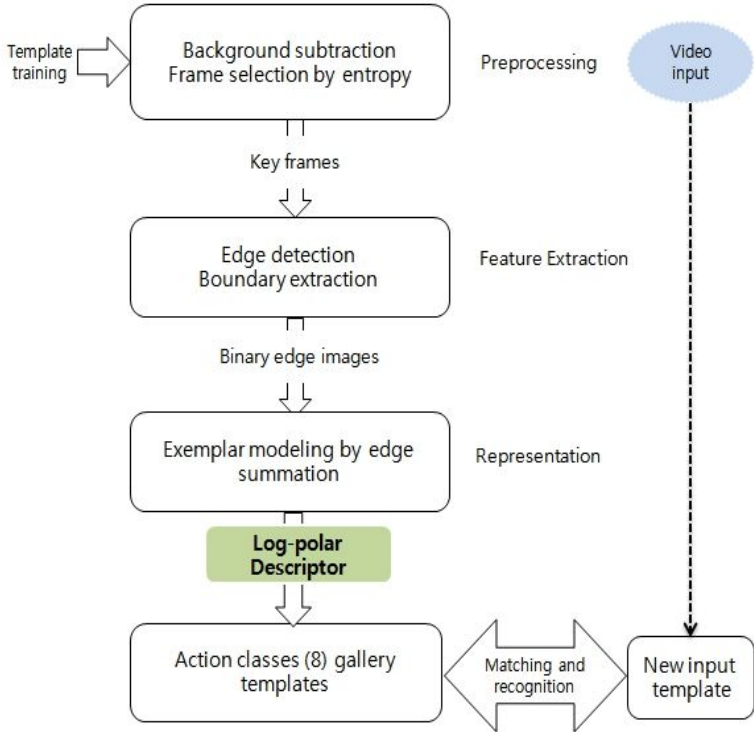 Template
training
Background subtraction
Frame selection by entropy
Preprocessing
Video
input
Key frames
Edge detection
Boundary extraction
Feature Extraction
Binary edge images
Exemplar modeling by edge
summation
Representation
Log-polar
Descriptor
Action classes (8) gallery
templates
Matching and
recognition
New input
template